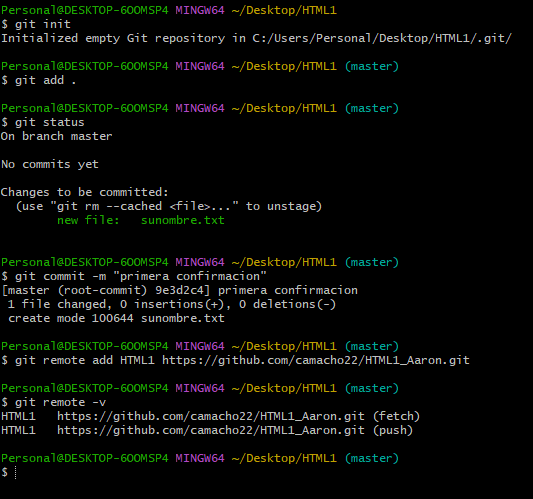 Personal@DESKTOP-6OOMSP4 MINGW64 ~/Desktop/HTML1
$ git init
Initialized empty Git repository in C:/Users/Personal/Desktop/HTML1/.git/
Personal@DESKTOP-6OOMSP4 MINGW64 ~/Desktop/HTML1 (master)
$ git add .
Personal@DESKTOP-6OOMSP4 MINGW64 ~/Desktop/HTML1 (master)
$ git status
On branch master
No commits yet
Changes to be committed:
  (use "git rm --cached <file>..." to unstage)
        new file:   sunombre.txt
Personal@DESKTOP-6OOMSP4 MINGW64 ~/Desktop/HTML1 (master)
$ git commit -m "primera confirmacion"
[master (root-commit) 9e3d2c4] primera confirmacion
 1 file changed, 0 insertions(+), 0 deletions(-)
 create mode 100644 sunombre.txt
Personal@DESKTOP-6OOMSP4 MINGW64 ~/Desktop/HTML1 (master)
$ git remote add HTML1 https://github.com/camacho22/HTML1_Aaron.git
Personal@DESKTOP-6OOMSP4 MINGW64 ~/Desktop/HTML1 (master)
$ git remote -v
HTML1   https://github.com/camacho22/HTML1_Aaron.git (fetch)
HTML1   https://github.com/camacho22/HTML1_Aaron.git (push)
Personal@DESKTOP-6OOMSP4 MINGW64 ~/Desktop/HTML1 (master)
$